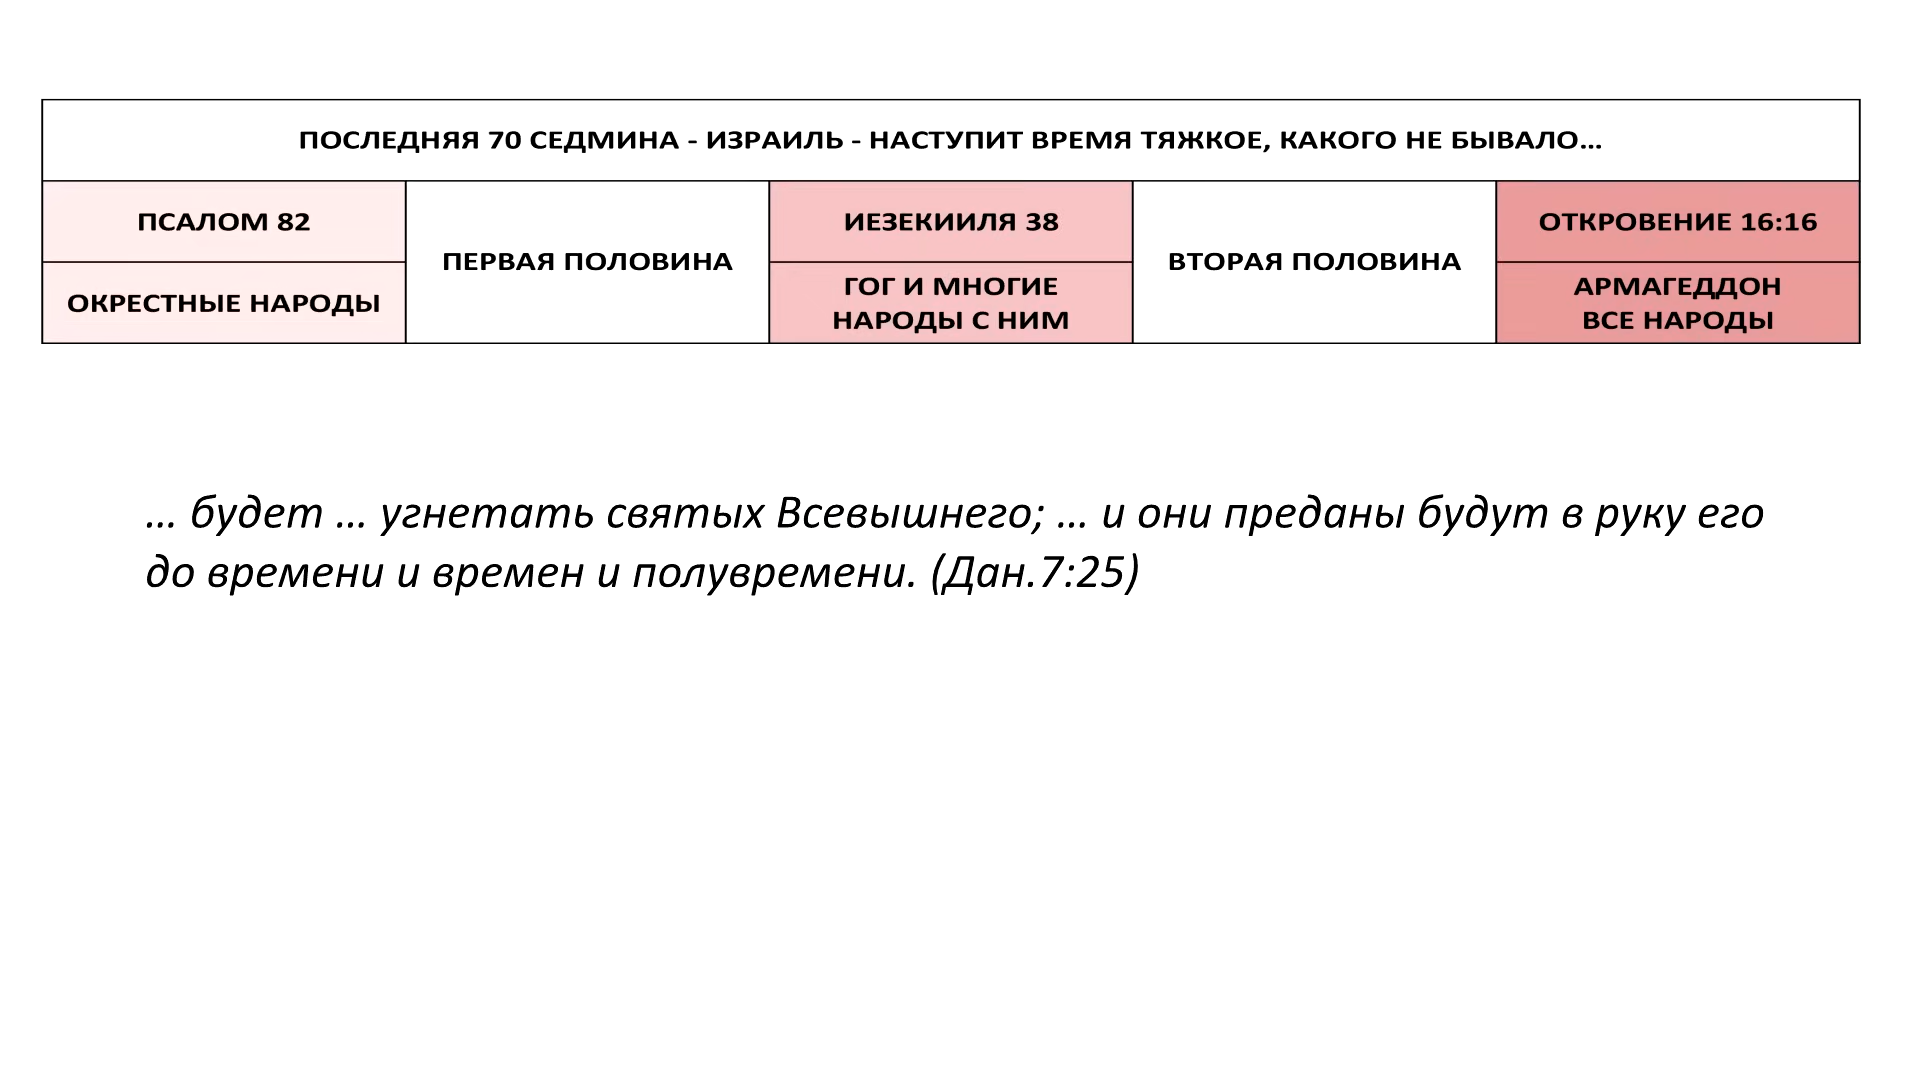 ПОСЛЕДНЯЯ 70 СЕДМИНА - ИЗРАИЛЬ - НАСТУПИТ ВРЕМЯ ТЯЖКОЕ, КАКОГО НЕ БЫВАЛО...
ПСАЛОМ 82
ОКРЕСТНЫЕ НАРОДЫ
ПЕРВАЯ ПОЛОВИНА
ИЕЗЕКИИЛЯ 38
ГОГ И МНОГИЕ
НАРОДЫ С НИМ
ВТОРАЯ ПОЛОВИНА
ОТКРОВЕНИЕ 16:16
АРМАГЕДДОН
ВСЕ НАРОДЫ
... будет ... угнетать святых Всевышнего; ... и они преданы будут в руку его
до времени и времен и полувремени. (Дан.7:25)